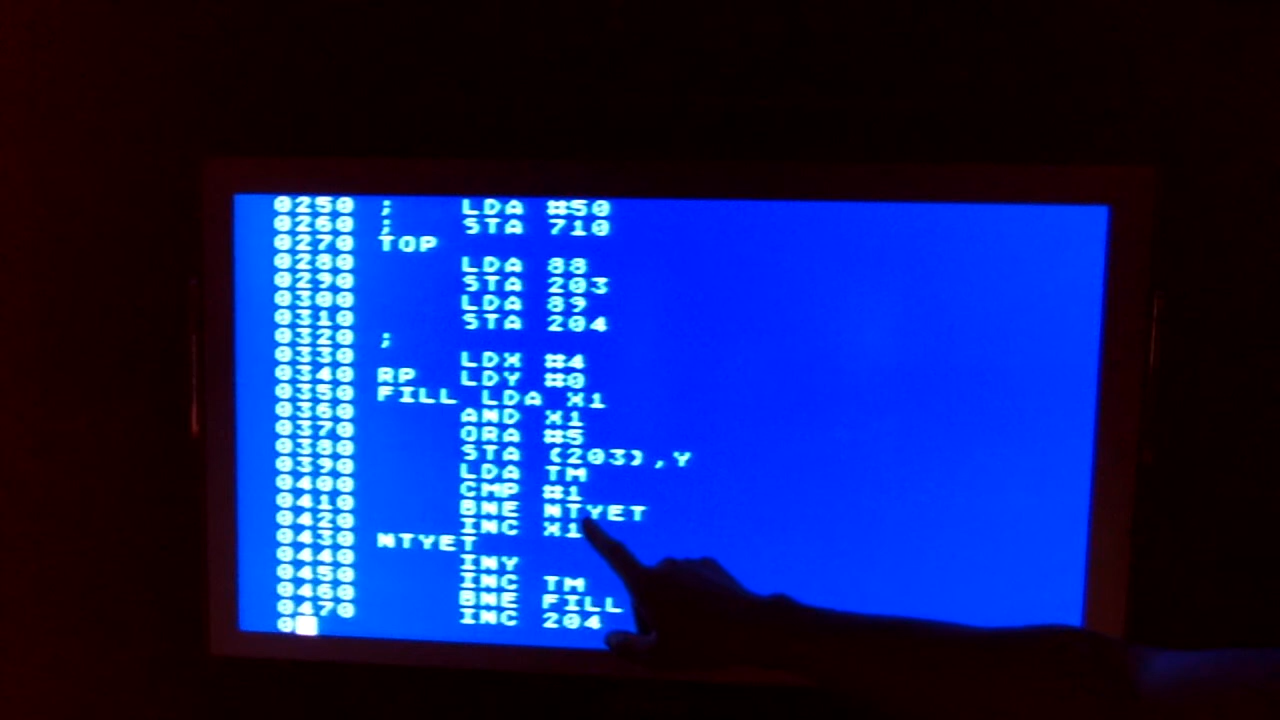 0250 ; LDA #50
0260 ; STA 710
0270 TOP
0280 LDA 88
0290 STA 203
0300 LDA 89
0310 STA 204
0320 ;
0330 LDX #4
0340 RP LDY #0
0350 FILL LDA X1
0360 AND X1
0370 ORA #5
0380 STA (203),Y
0390 LDA TM
0400 CMP #1
0410 BNE NTYET
0420 INC X1
0430 NTYET
0440 INY
0450 INC TM
0460 BNE FILL
0470 INC 204
0